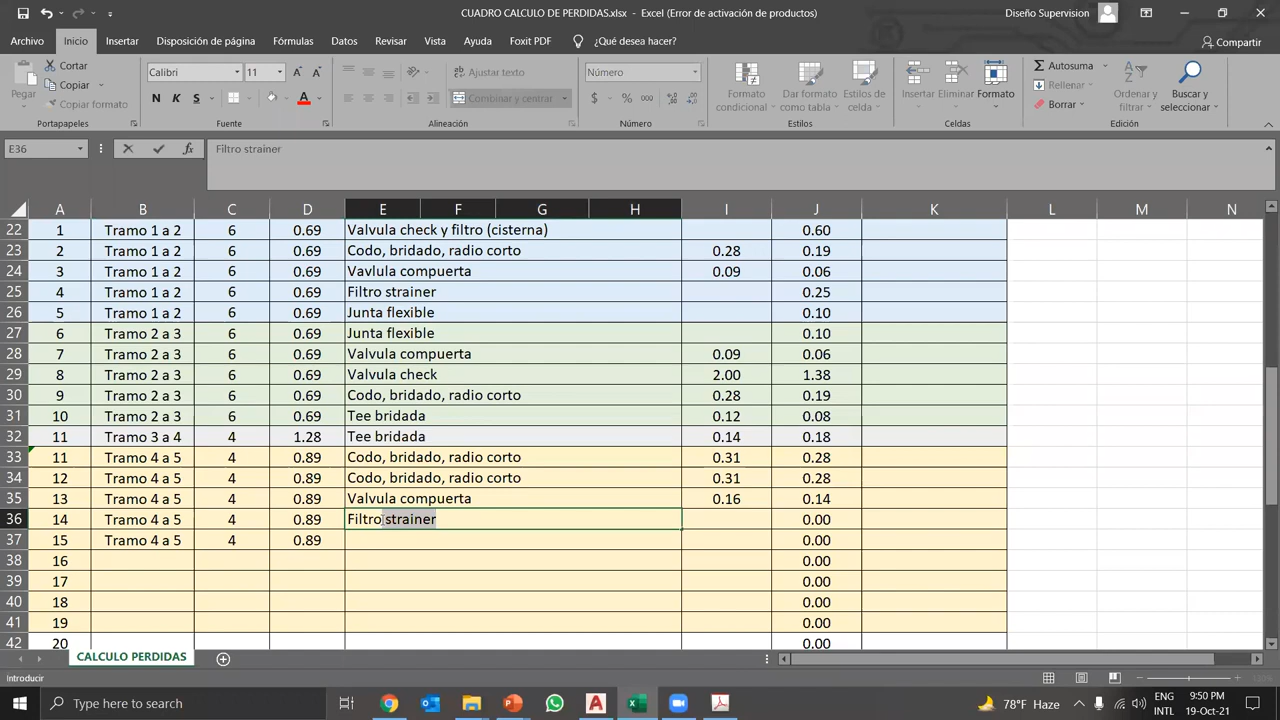 CUADRO CALCULO DE PERDIDAS.xlsx - Excel (Error de activación de productos)
Diseño Supervision
Archivo Inicio Insertar Disposición de página Fórmulas Datos Revisar Vista Ayuda Foxit PDF ¿Qué desea hacer? Compartir
Pegar
Cortar
Copiar
Copiar formato
Portapapeles
Calibri 11
N K S
Fuente
Ajustar texto
Combinar y centrar
Alineación
Número
$ % 000
Número
Formato condicional
Dar formato como tabla
Estilos de celda
Estilos
Insertar Eliminar Formato
Celdas
Autosuma
Rellenar
Borrar
Ordenar y filtrar
Buscar y seleccionar
Edición
E36 fx Filtro strainer
A B C D E F G H I J K L M N
22 1 Tramo 1 a 2 6 0.69 Valvula check y filtro (cisterna) 0.60
23 2 Tramo 1 a 2 6 0.69 Codo, bridado, radio corto 0.28 0.19
24 3 Tramo 1 a 2 6 0.69 Vavlula compuerta 0.09 0.06
25 4 Tramo 1 a 2 6 0.69 Filtro strainer 0.25
26 5 Tramo 1 a 2 6 0.69 Junta flexible 0.10
27 6 Tramo 2 a 3 6 0.69 Junta flexible 0.10
28 7 Tramo 2 a 3 6 0.69 Valvula compuerta 0.09 0.06
29 8 Tramo 2 a 3 6 0.69 Valvula check 2.00 1.38
30 9 Tramo 2 a 3 6 0.69 Codo, bridado, radio corto 0.28 0.19
31 10 Tramo 2 a 3 6 0.69 Tee bridada 0.12 0.08
32 11 Tramo 3 a 4 4 1.28 Tee bridada 0.14 0.18
33 11 Tramo 4 a 5 4 0.89 Codo, bridado, radio corto 0.31 0.28
34 12 Tramo 4 a 5 4 0.89 Codo, bridado, radio corto 0.31 0.28
35 13 Tramo 4 a 5 4 0.89 Valvula compuerta 0.16 0.14
36 14 Tramo 4 a 5 4 0.89 Filtro strainer 0.00
37 15 Tramo 4 a 5 4 0.89 0.00
38 16 0.00
39 17 0.00
40 18 0.00
41 19 0.00
42 20 0.00
CALCULO PERDIDAS
Introducir
Type here to search
78°F Haze
ENG
INTL
9:50 PM
19-Oct-21